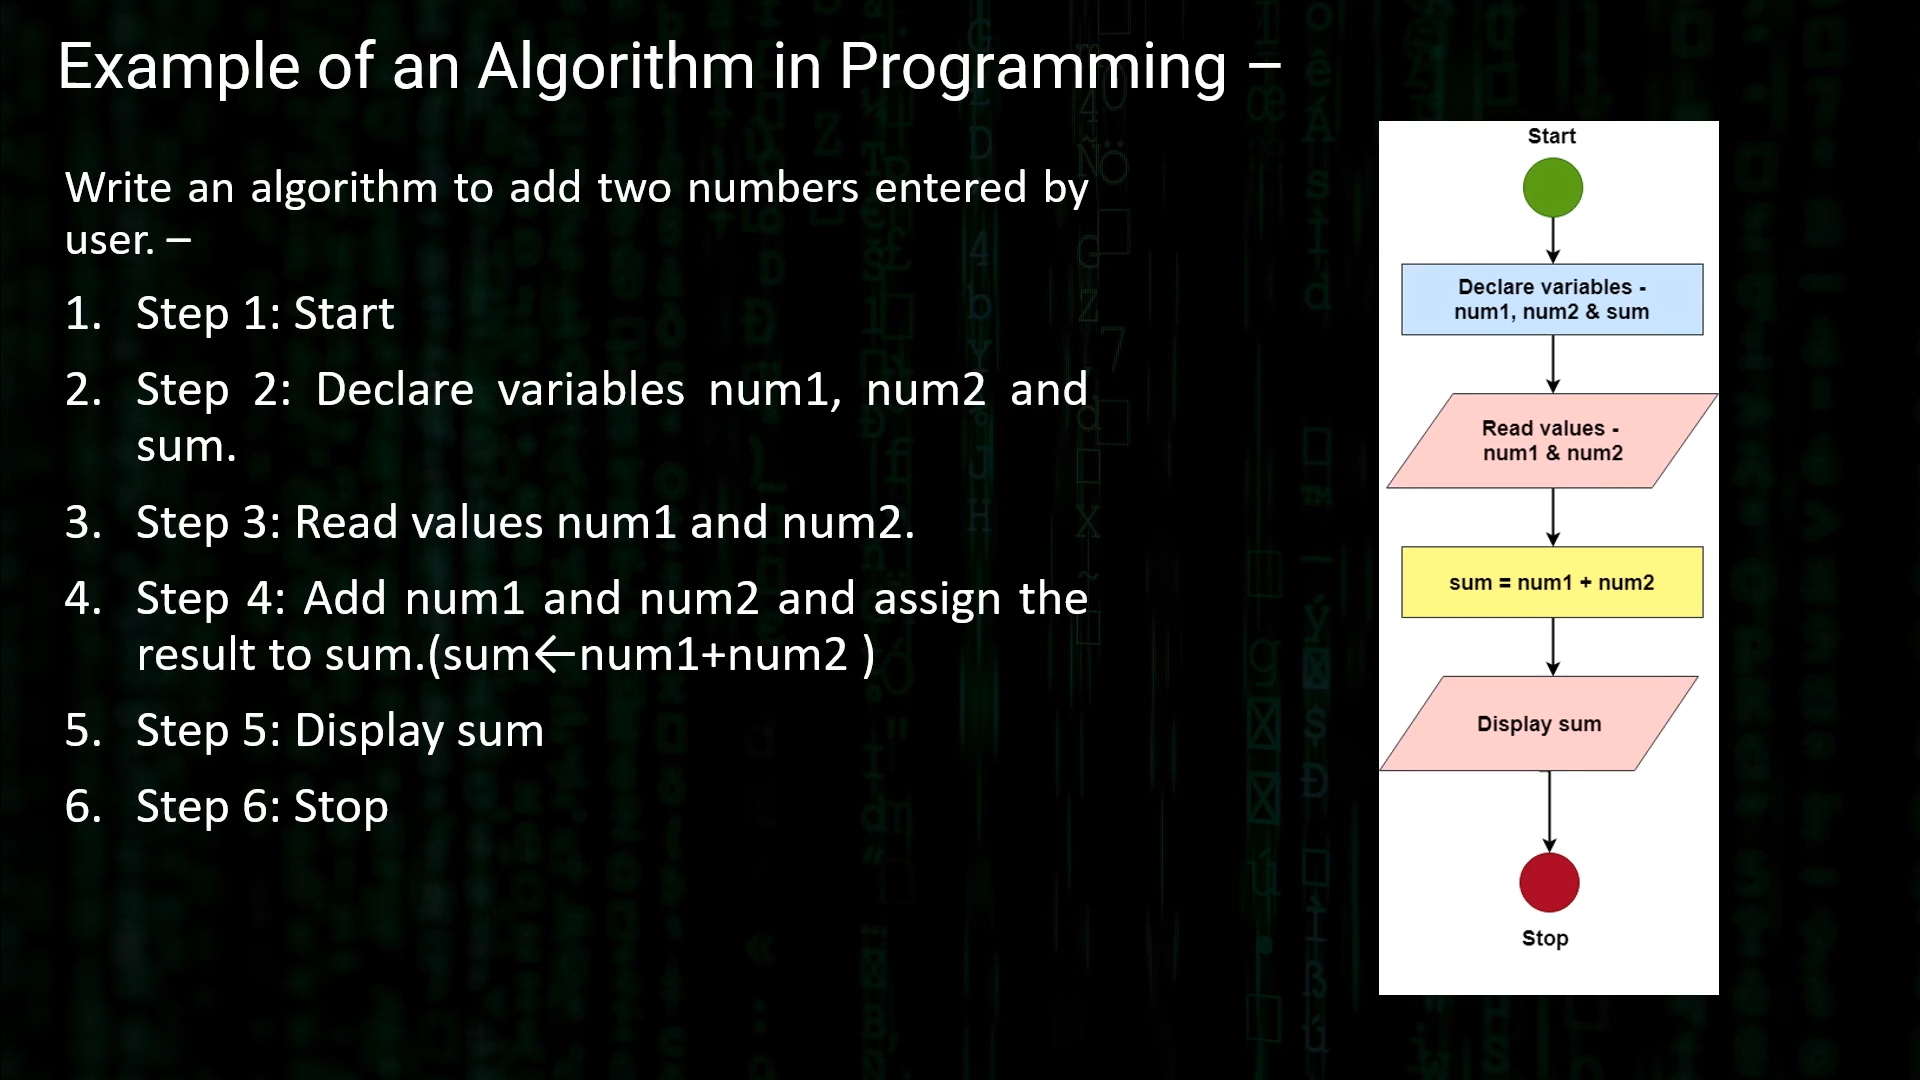 Example of an Algorithm in Programming –
Write an algorithm to add two numbers entered by
user. –
1. Step 1: Start
2. Step 2: Declare variables num1, num2 and
sum.
3. Step 3: Read values num1 and num2.
4. Step 4: Add num1 and num2 and assign the
result to sum.(sum←num1+num2 )
5. Step 5: Display sum
6. Step 6: Stop
Start
Declare variables -
num1, num2 & sum
Read values -
num1 & num2
sum = num1 + num2
Display sum
Stop